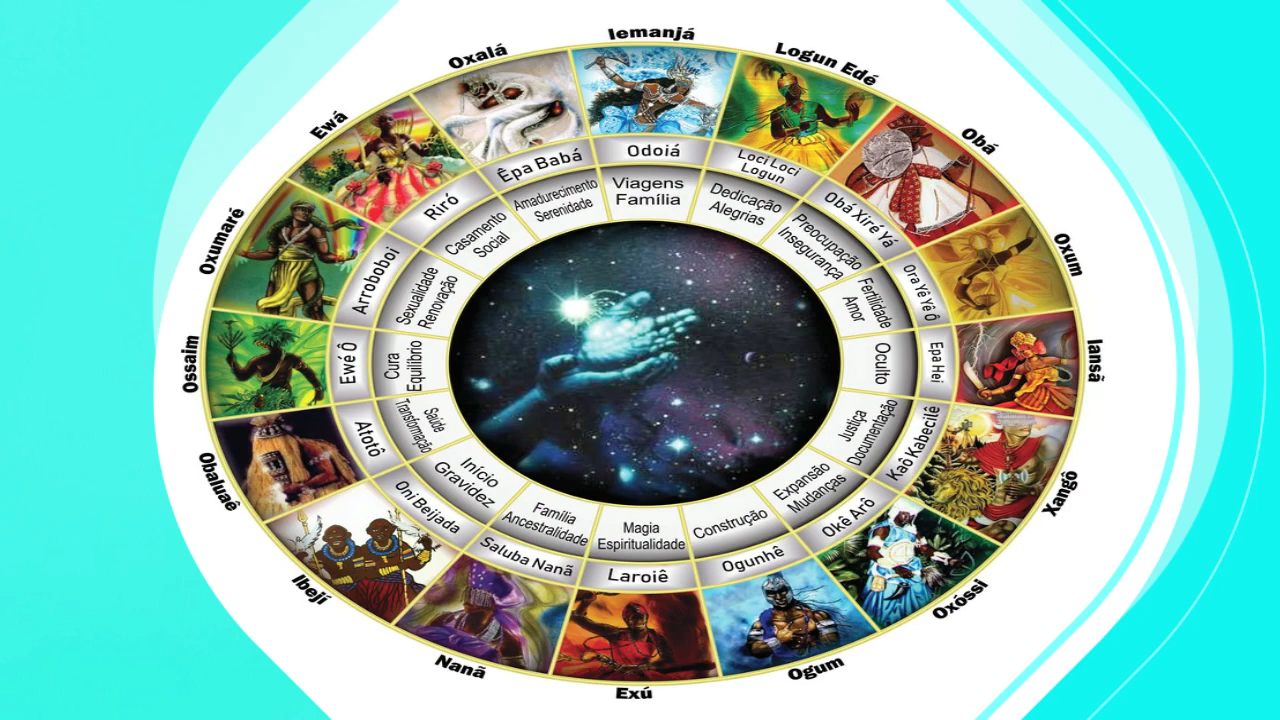 Iemanjá
Odoiá
Viagens
Família
Logun Edé
Loci Loci
Logun
Dedicação
Alegrias
Obá
Obá Xiré Yá
Preocupação
Insegurança
Oxum
Ora Yê Yê Ô
Fertilidade
Amor
Iansã
Epa Hei
Oculto
Xangô
Kaô Kabecilê
Justiça
Documentação
Oxóssi
Okê Arô
Expansão
Mudanças
Ogum
Ogunhê
Construção
Exú
Laroiê
Magia
Espiritualidade
Nanã
Saluba Nanã
Família
Ancestralidade
Ibejí
Oni Beijada
Início
Gravidez
Obaluaê
Atotô
Saúde
Transformação
Ossaim
Ewé Ô
Cura
Equilíbrio
Oxumaré
Arroboboi
Sexualidade
Renovação
Ewá
Riró
Casamento
Social
Oxalá
Êpa Babá
Amadurecimento
Serenidade